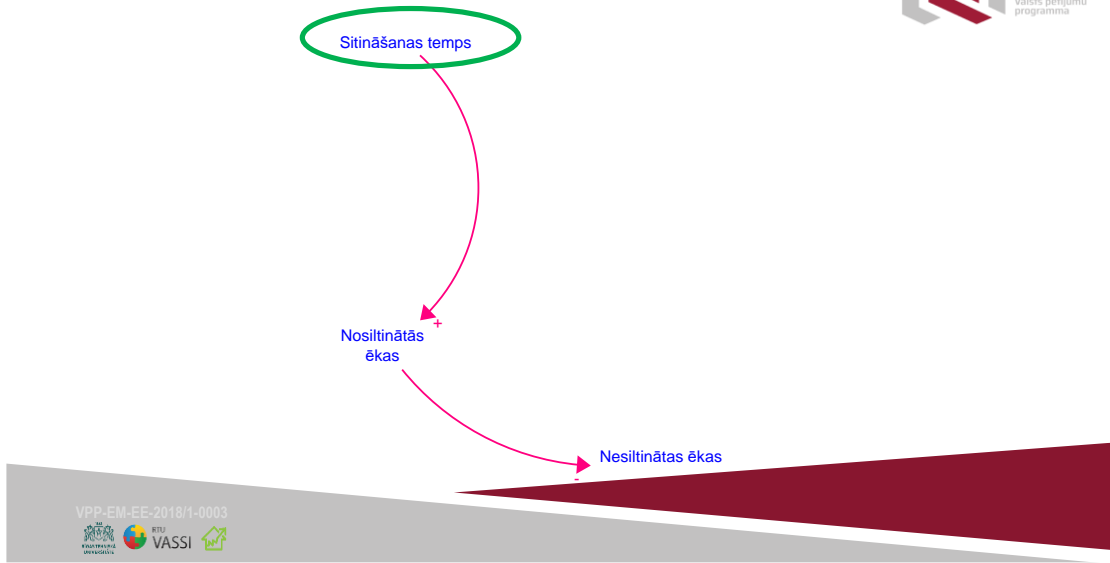 Valsts pētījumu
programma
Sitināšanas temps
+
Nosiltinātās
ēkas
Nesiltinātas ēkas
-
VPP-EM-EE-2018/1-0003
RTU
VASSI